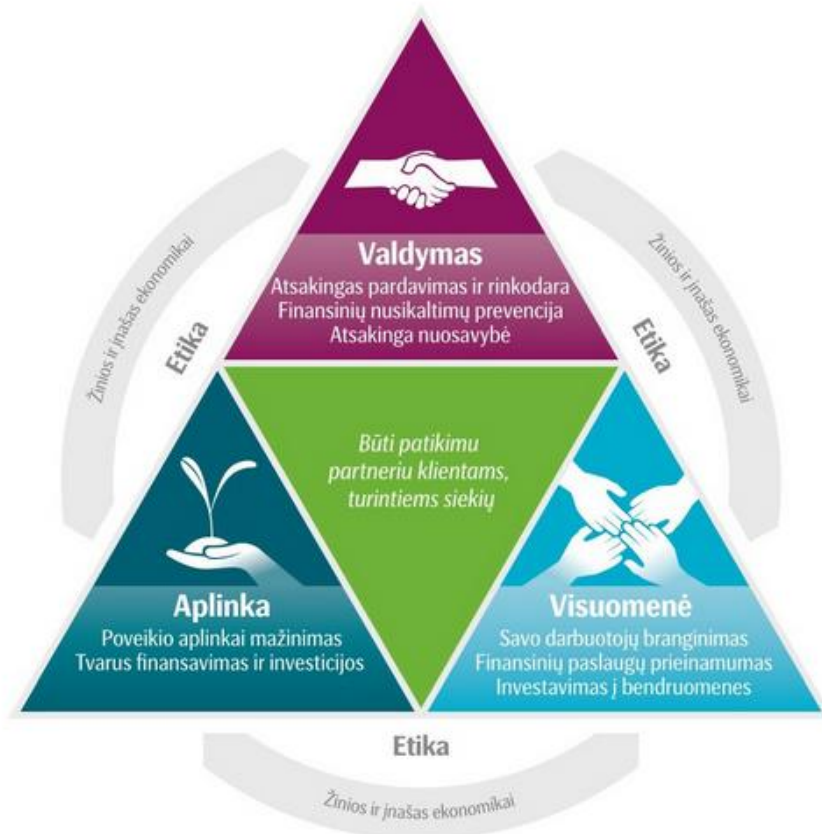 Valdymas
Atsakingas pardavimas ir rinkodara
Finansinių nusikaltimų prevencija
Atsakinga nuosavybė
Žinios ir įnašas ekonomikai
Etika
Etika
Žinios ir įnašas ekonomikai
Būti patikimu
partneriu klientams,
turintiems siekių
Aplinka
Poveikio aplinkai mažinimas
Tvarus finansavimas ir investicijos
Visuomenė
Savo darbuotojų branginimas
Finansinių paslaugų prieinamumas
Investavimas į bendruomenes
Etika
Žinios ir įnašas ekonomikai